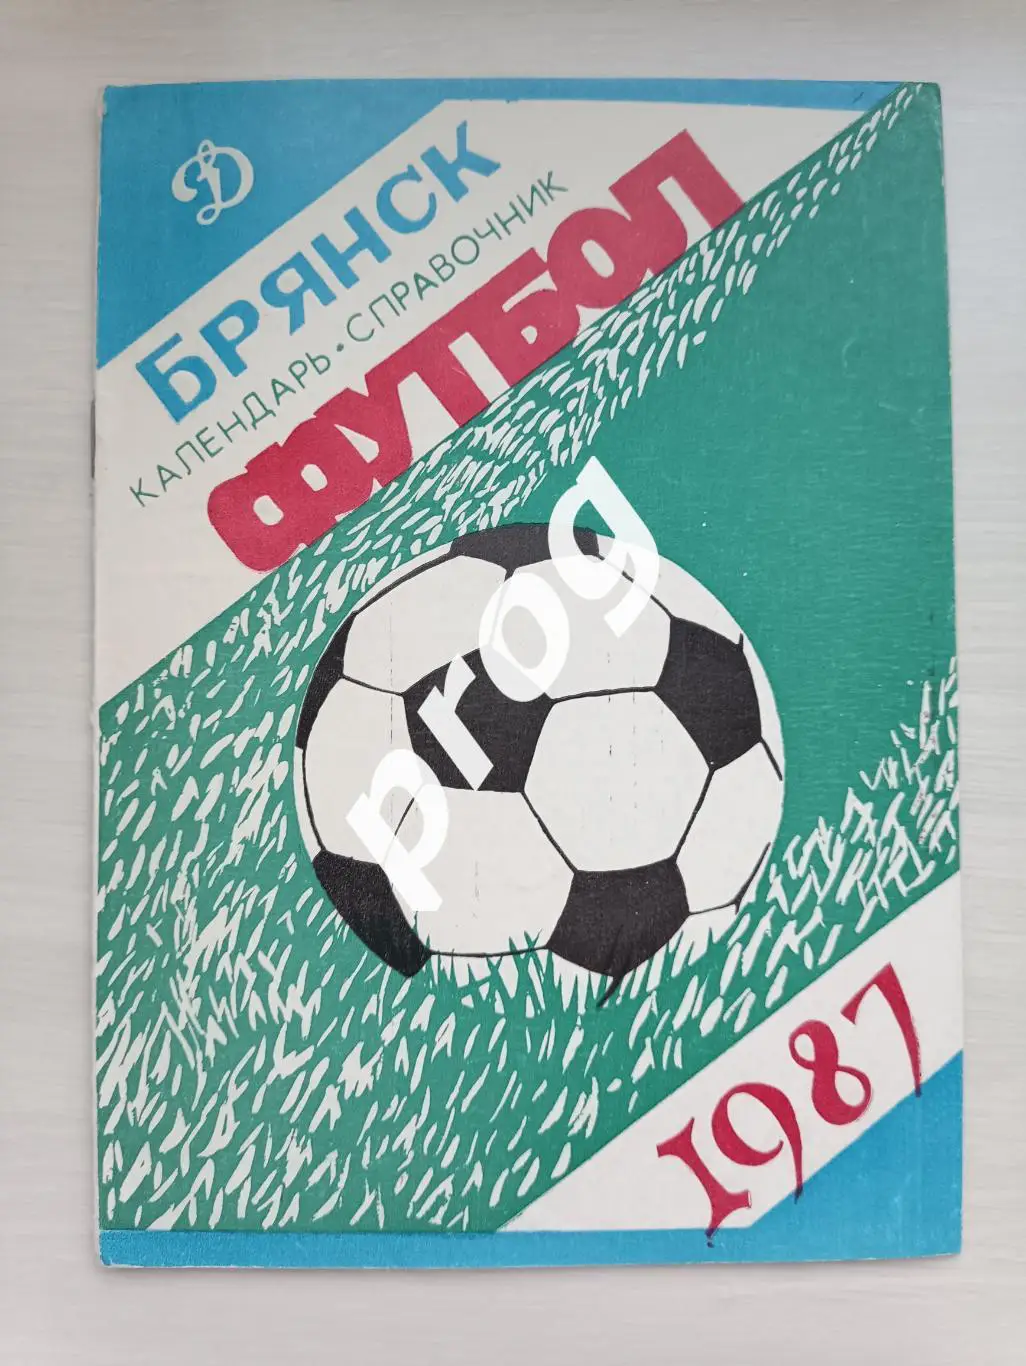 Д
БРЯНСК
КАЛЕНДАРЬ·СПРАВОЧНИК
ФУТБОЛ
prog
1987